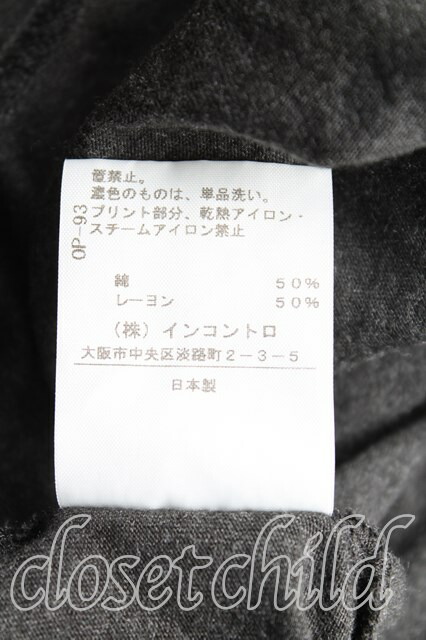 置禁止。
濃色のものは、単品洗い。
プリント部分、乾熱アイロン・
スチームアイロン禁止
OP-93
綿 50%
レーヨン 50%
(株)インコントロ
大阪市中央区淡路町2-3-5
日本製
closet child